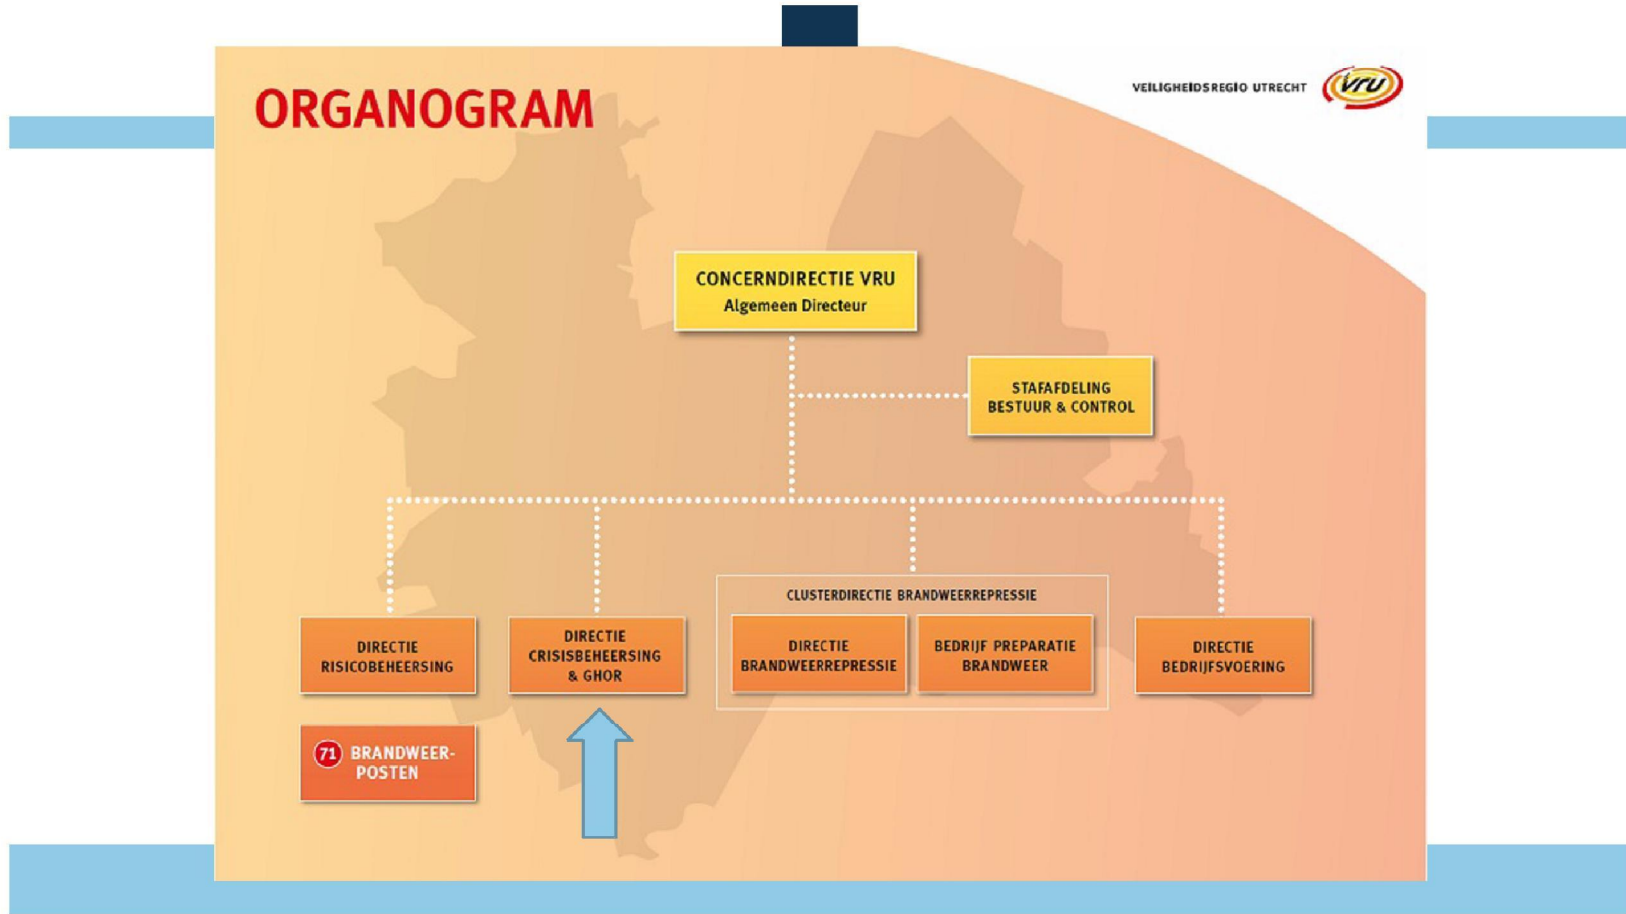 ORGANOGRAM
VEILIGHEIDSREGIO UTRECHT
vru
CONCERNDIRECTIE VRU
Algemeen Directeur
STAFAFDELING
BESTUUR & CONTROL
CLUSTERDIRECTIE BRANDWEERREPRESSIE
DIRECTIE
RISICOBEHEERSING
DIRECTIE
CRISISBEHEERSING
& GHOR
DIRECTIE
BRANDWEERREPRESSIE
BEDRIJF PREPARATIE
BRANDWEER
DIRECTIE
BEDRIJFSVOERING
71 BRANDWEER-
POSTEN